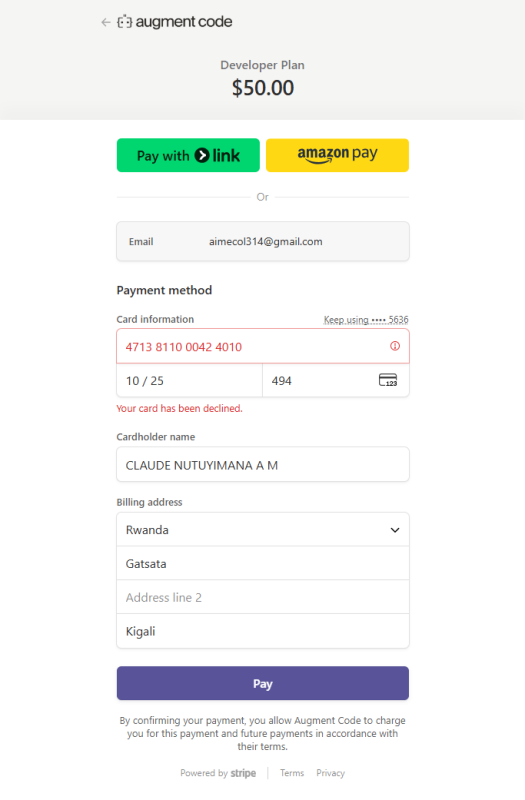 ← augment code
Developer Plan
$50.00
Pay with link amazon pay
Or
Email aimecol314@gmail.com
Payment method
Card information Keep using •••• 5636
4713 8110 0042 4010
10 / 25 494 123
Your card has been declined.
Cardholder name
CLAUDE NUTUYIMANA A M
Billing address
Rwanda
Gatsata
Address line 2
Kigali
Pay
By confirming your payment, you allow Augment Code to charge
you for this payment and future payments in accordance with
their terms.
Powered by stripe Terms Privacy